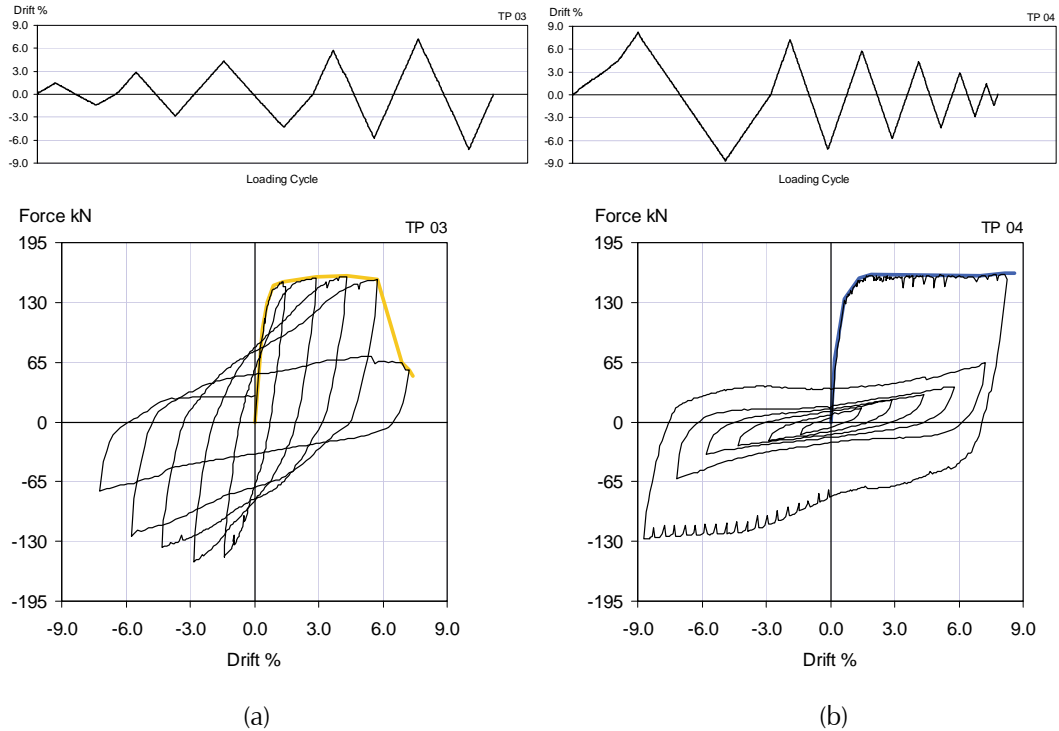 Drift %
TP 03
9.0
6.0
3.0
0.0
-3.0
-6.0
-9.0
Loading Cycle
Drift %
TP 04
9.0
6.0
3.0
0.0
-3.0
-6.0
-9.0
Loading Cycle
Force kN
TP 03
195
130
65
0
-65
-130
-195
-9.0 -6.0 -3.0 0.0 3.0 6.0 9.0
Drift %
(a)
Force kN
TP 04
195
130
65
0
-65
-130
-195
-9.0 -6.0 -3.0 0.0 3.0 6.0 9.0
Drift %
(b)